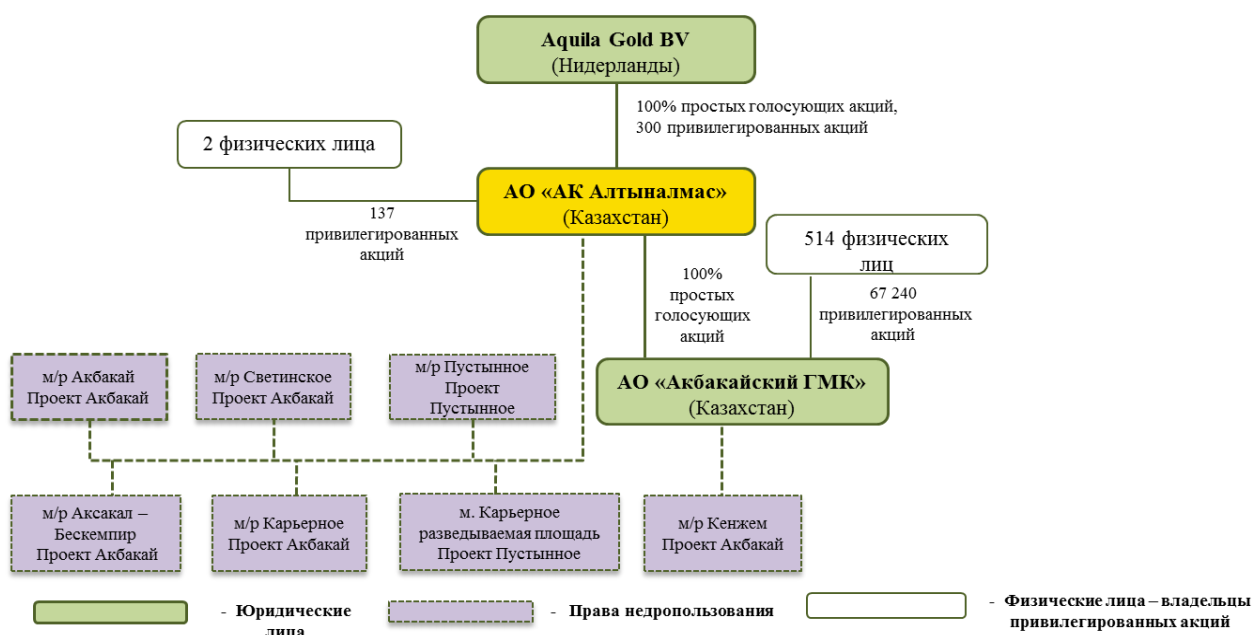 Aquila Gold BV
(Нидерланды)
100% простых голосующих акций,
300 привилегированных акций
2 физических лица
137
привилегированных
акций
АО «АК Алтыналмас»
(Казахстан)
514 физических
лиц
100%
простых
голосующих
акций
67 240
привилегированных
акций
м/р Акбакай
Проект Акбакай
м/р Светинское
Проект Акбакай
м/р Пустынное
Проект
Пустынное
АО «Акбакайский ГМК»
(Казахстан)
м/р Аксакал –
Бескемпир
Проект Акбакай
м/р Карьерное
Проект Акбакай
м. Карьерное
разведываемая площадь
Проект Пустынное
м/р Кенжем
Проект Акбакай
- Юридические
лица
- Права недропользования
- Физические лица – владельцы
привилегированных акций